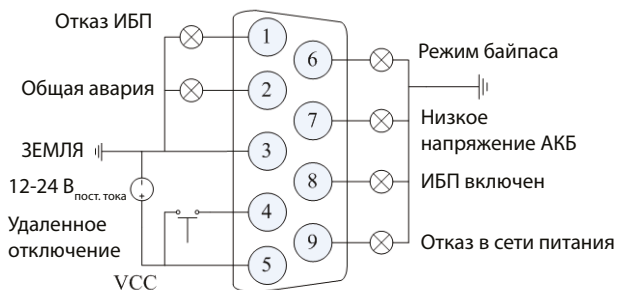 Отказ ИБП
Общая авария
ЗЕМЛЯ
12-24 В пост. тока
Удаленное
отключение
VCC
1
2
3
4
5
6
7
8
9
Режим байпаса
Низкое
напряжение АКБ
ИБП включен
Отказ в сети питания